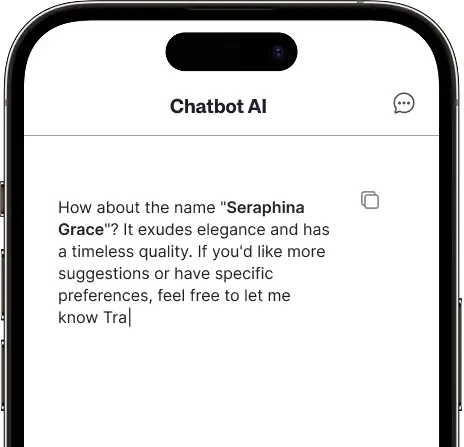 Chatbot AI
How about the name "Seraphina
Grace"? It exudes elegance and has
a timeless quality. If you'd like more
suggestions or have specific
preferences, feel free to let me
know Tra